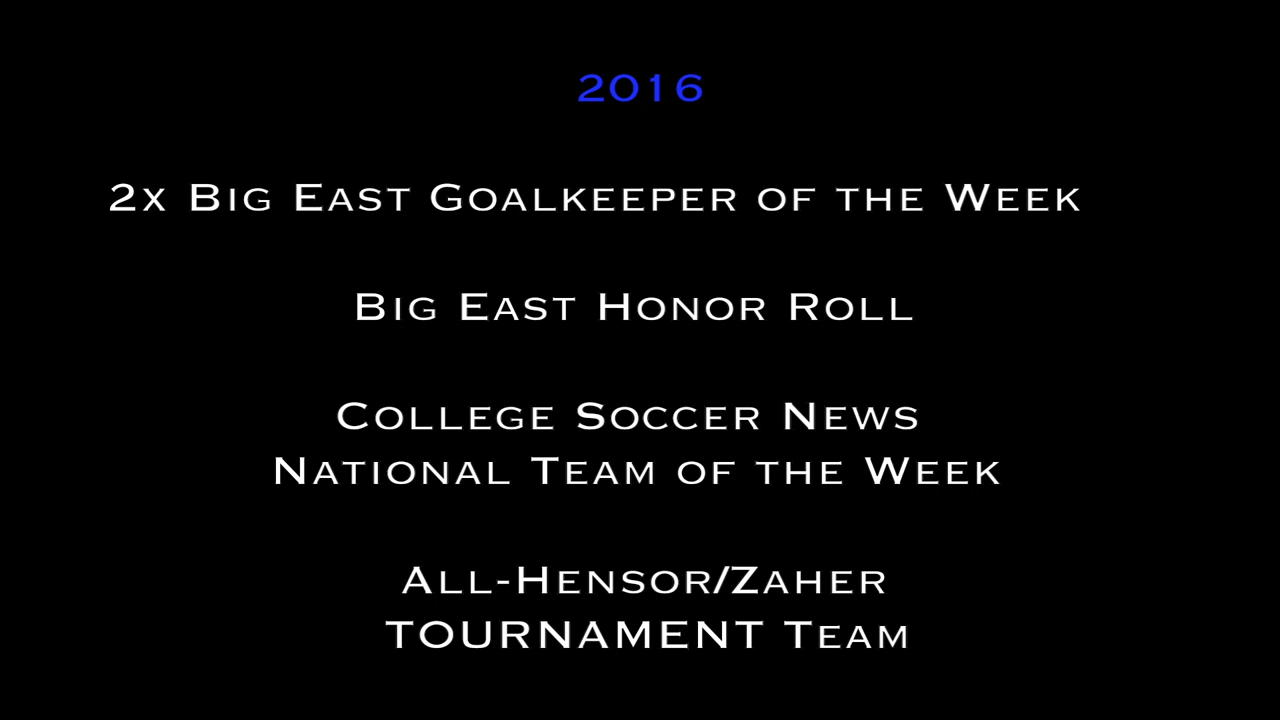 2016
2x Big East Goalkeeper of the Week
Big East Honor Roll
College Soccer News
National Team of the Week
All-Hensor/Zaher
TOURNAMENT Team